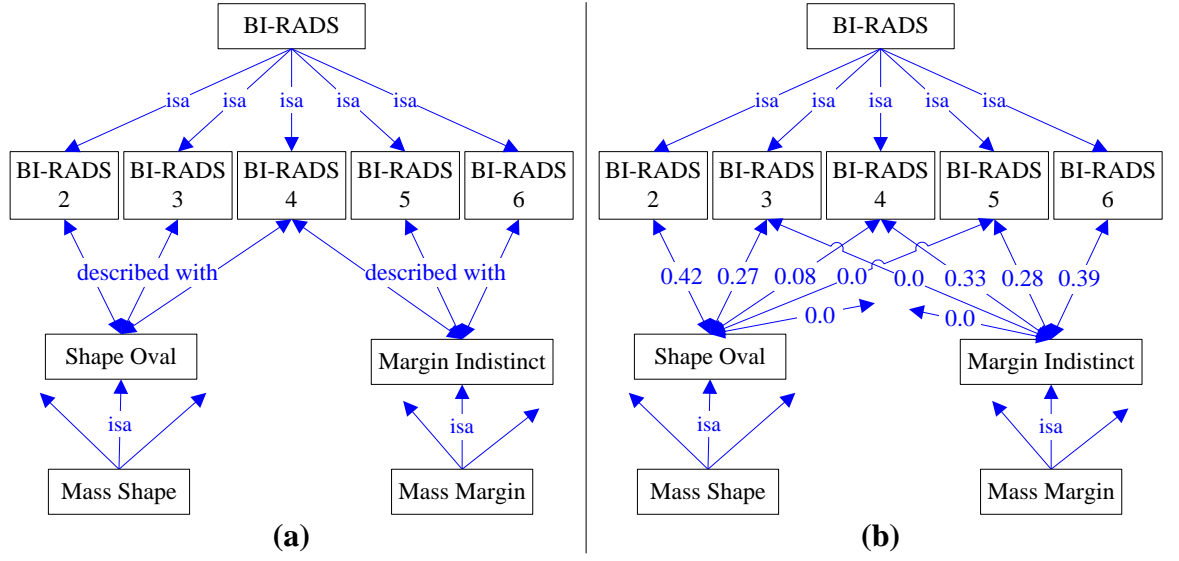 BI-RADS
isa isa isa isa isa
BI-RADS 2
BI-RADS 3
BI-RADS 4
BI-RADS 5
BI-RADS 6
described with
described with
Shape Oval
Margin Indistinct
isa
isa
Mass Shape
Mass Margin
(a)
BI-RADS
isa isa isa isa isa
BI-RADS 2
BI-RADS 3
BI-RADS 4
BI-RADS 5
BI-RADS 6
0.42 0.27 0.08 0.0 0.0 0.33 0.28 0.39
0.0 0.0
Shape Oval
Margin Indistinct
isa
isa
Mass Shape
Mass Margin
(b)